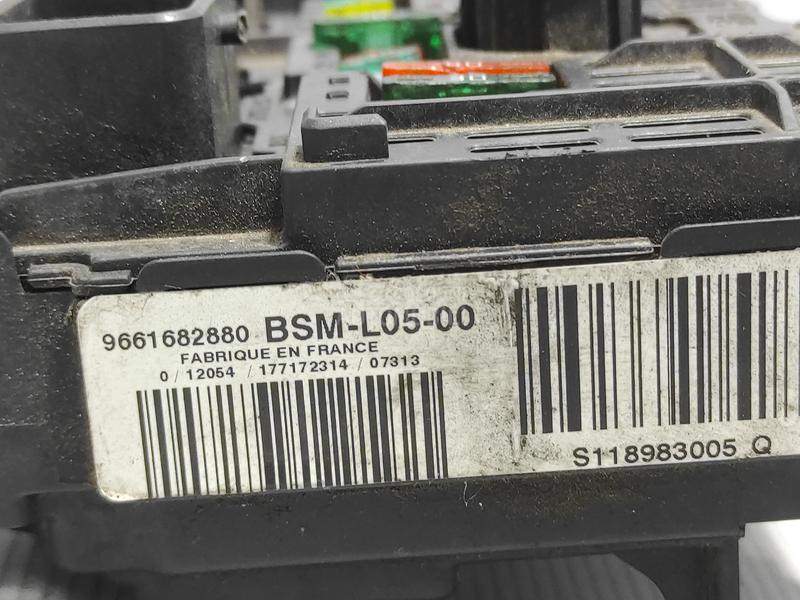 9661682880 BSM-L05-00
FABRIQUE EN FRANCE
0/12054 /177172314 /07313
S118983005 Q